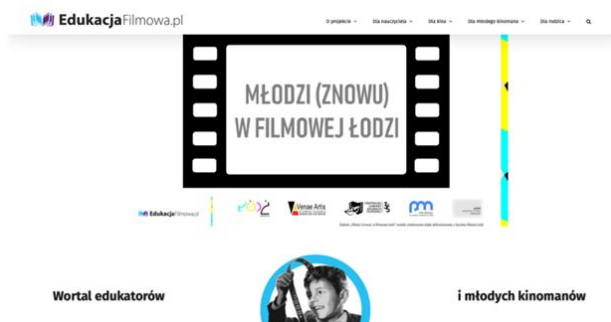 EdukacjaFilmowa.pl
O projekcie Dla nauczyciela Dla kina Dla młodego kinomana Dla rodzica
MŁODZI (ZNOWU)
W FILMOWEJ ŁODZI
EdukacjaFilmowa.pl Venae Artis
Wortal edukatorów i młodych kinomanów